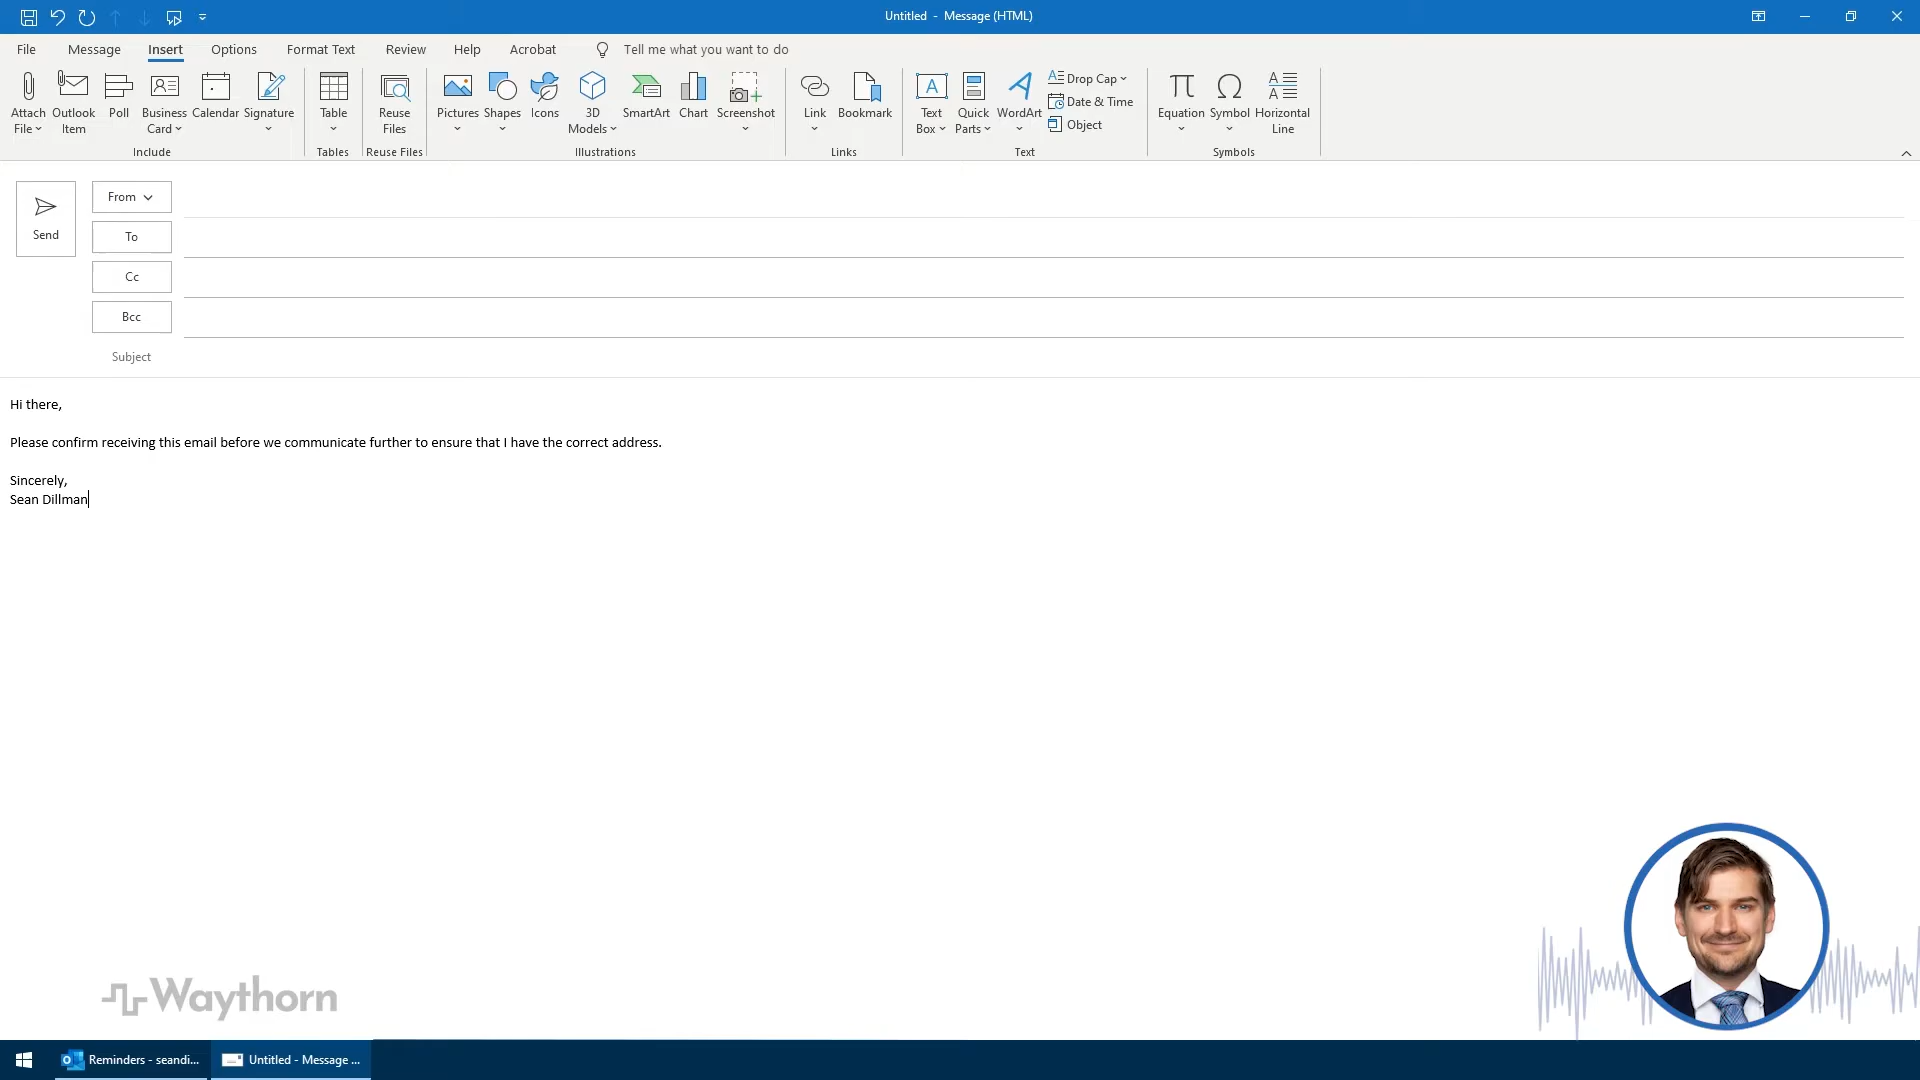 Untitled - Message (HTML)
File Message Insert Options Format Text Review Help Acrobat Tell me what you want to do
Attach File
Outlook Item
Poll
Business Card
Calendar
Signature
Include
Table
Tables
Reuse Files
Reuse Files
Pictures
Shapes
Icons
3D Models
SmartArt
Chart
Screenshot
Illustrations
Link
Bookmark
Links
A
Text Box
Quick Parts
WordArt
Drop Cap
Date & Time
Object
Text
π
Equation
Ω
Symbol
Horizontal Line
Symbols
Send
From
To
Cc
Bcc
Subject
Hi there,
Please confirm receiving this email before we communicate further to ensure that I have the correct address.
Sincerely,
Sean Dillman
Waythorn
Reminders - seandi...
Untitled - Message ...